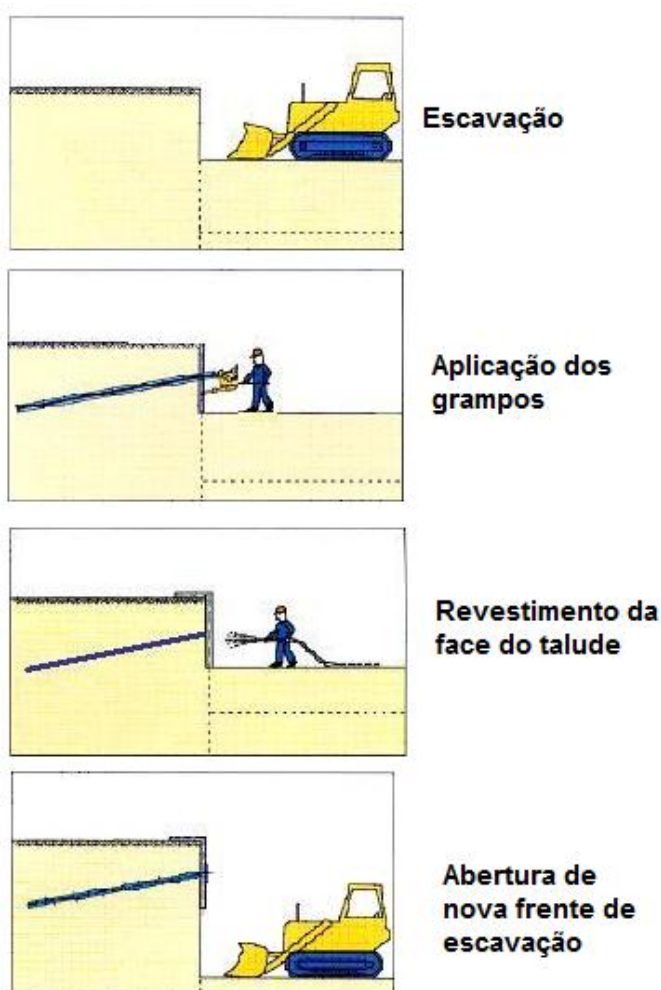 Escavação
Aplicação dos
grampos
Revestimento da
face do talude
Abertura de
nova frente de
escavação